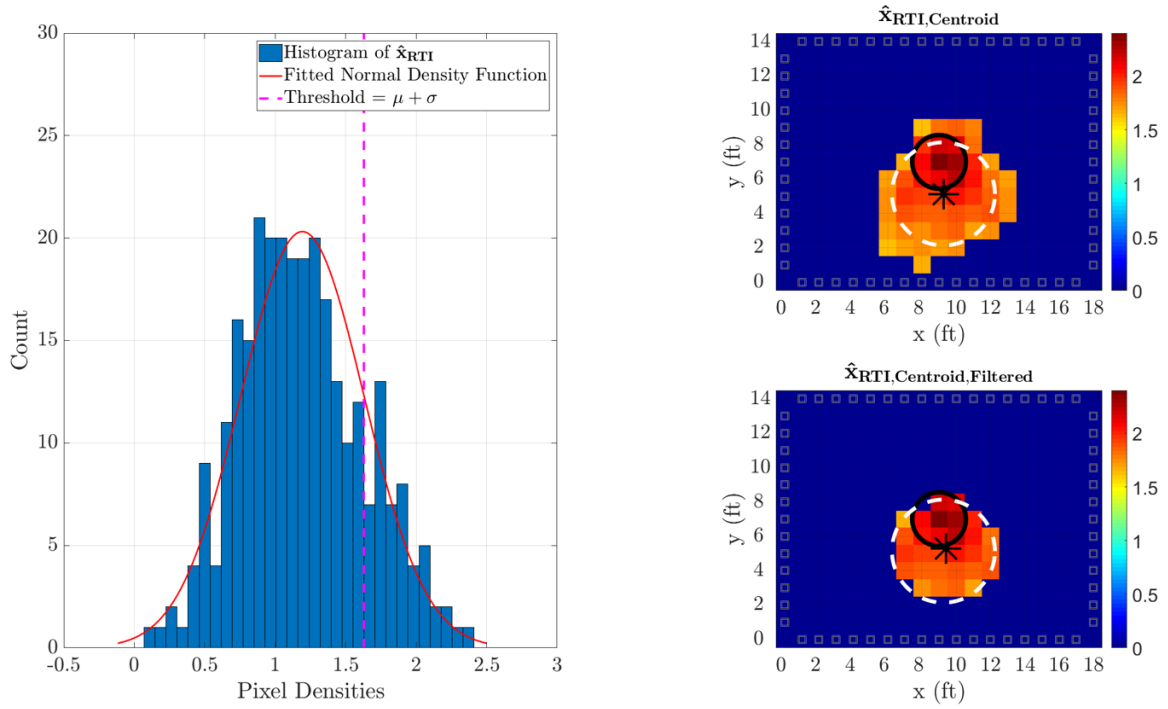 30
25
20
15
10
5
0
Count
-0.5 0 0.5 1 1.5 2 2.5 3
Pixel Densities
Histogram of x̂_RTI
Fitted Normal Density Function
Threshold = μ + σ
x̂_RTI,Centroid
14
12
10
8
6
4
2
0
y (ft)
0 2 4 6 8 10 12 14 16 18
x (ft)
2
1.5
1
0.5
0
x̂_RTI,Centroid,Filtered
14
12
10
8
6
4
2
0
y (ft)
0 2 4 6 8 10 12 14 16 18
x (ft)
2
1.5
1
0.5
0